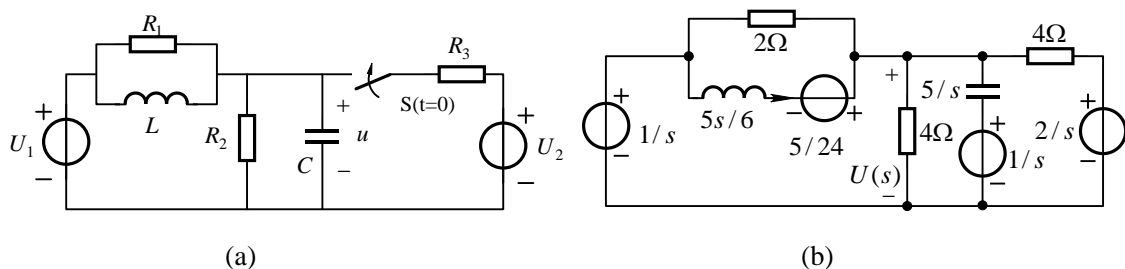 R₁
L
U₁
+
−
R₂
C
+
u
−
S(t=0)
R₃
+
−
U₂
(a)
2Ω
5s/6
−
+
5/24
+
−
1/s
+
4Ω
U(s)
−
5/s
+
−
1/s
4Ω
2/s
+
−
(b)